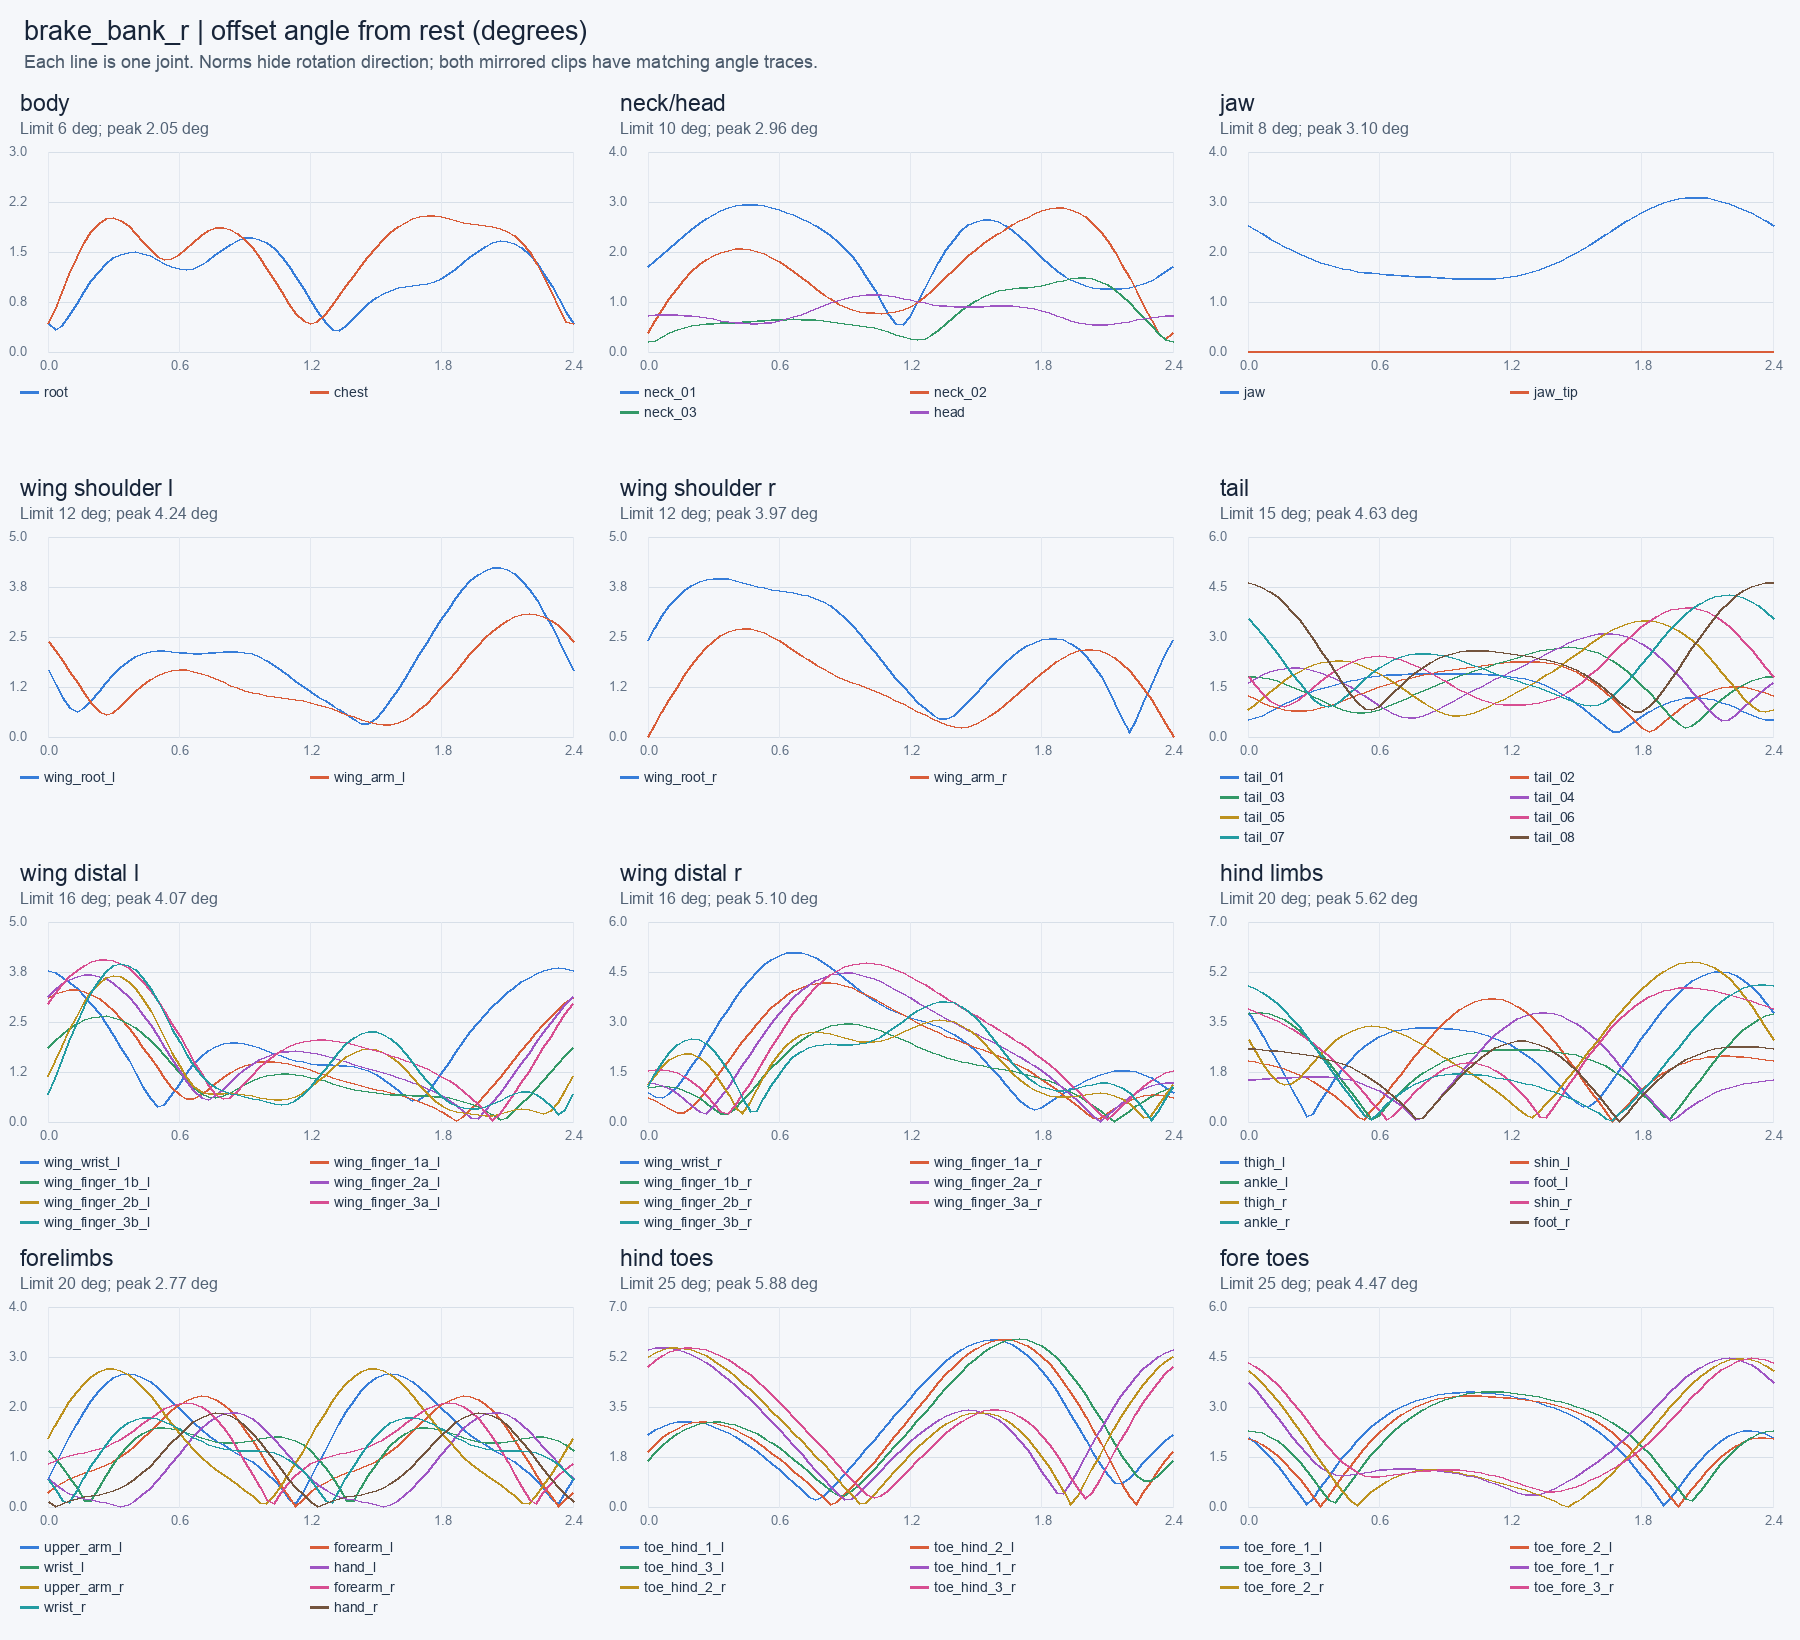 brake_bank_r | offset angle from rest (degrees)
Each line is one joint. Norms hide rotation direction; both mirrored clips have matching angle traces.
body
Limit 6 deg; peak 2.05 deg
3.0
2.2
1.5
0.8
0.0
0.0 0.6 1.2 1.8 2.4
root chest
neck/head
Limit 10 deg; peak 2.96 deg
4.0
3.0
2.0
1.0
0.0
0.0 0.6 1.2 1.8 2.4
neck_01 neck_02
neck_03 head
jaw
Limit 8 deg; peak 3.10 deg
4.0
3.0
2.0
1.0
0.0
0.0 0.6 1.2 1.8 2.4
jaw jaw_tip
wing shoulder l
Limit 12 deg; peak 4.24 deg
5.0
3.8
2.5
1.2
0.0
0.0 0.6 1.2 1.8 2.4
wing_root_l wing_arm_l
wing shoulder r
Limit 12 deg; peak 3.97 deg
5.0
3.8
2.5
1.2
0.0
0.0 0.6 1.2 1.8 2.4
wing_root_r wing_arm_r
tail
Limit 15 deg; peak 4.63 deg
6.0
4.5
3.0
1.5
0.0
0.0 0.6 1.2 1.8 2.4
tail_01 tail_02
tail_03 tail_04
tail_05 tail_06
tail_07 tail_08
wing distal l
Limit 16 deg; peak 4.07 deg
5.0
3.8
2.5
1.2
0.0
0.0 0.6 1.2 1.8 2.4
wing_wrist_l wing_finger_1a_l
wing_finger_1b_l wing_finger_2a_l
wing_finger_2b_l wing_finger_3a_l
wing_finger_3b_l
wing distal r
Limit 16 deg; peak 5.10 deg
6.0
4.5
3.0
1.5
0.0
0.0 0.6 1.2 1.8 2.4
wing_wrist_r wing_finger_1a_r
wing_finger_1b_r wing_finger_2a_r
wing_finger_2b_r wing_finger_3a_r
wing_finger_3b_r
hind limbs
Limit 20 deg; peak 5.62 deg
7.0
5.2
3.5
1.8
0.0
0.0 0.6 1.2 1.8 2.4
thigh_l shin_l
ankle_l foot_l
thigh_r shin_r
ankle_r foot_r
forelimbs
Limit 20 deg; peak 2.77 deg
4.0
3.0
2.0
1.0
0.0
0.0 0.6 1.2 1.8 2.4
upper_arm_l forearm_l
wrist_l hand_l
upper_arm_r forearm_r
wrist_r hand_r
hind toes
Limit 25 deg; peak 5.88 deg
7.0
5.2
3.5
1.8
0.0
0.0 0.6 1.2 1.8 2.4
toe_hind_1_l toe_hind_2_l
toe_hind_3_l toe_hind_1_r
toe_hind_2_r toe_hind_3_r
fore toes
Limit 25 deg; peak 4.47 deg
6.0
4.5
3.0
1.5
0.0
0.0 0.6 1.2 1.8 2.4
toe_fore_1_l toe_fore_2_l
toe_fore_3_l toe_fore_1_r
toe_fore_2_r toe_fore_3_r